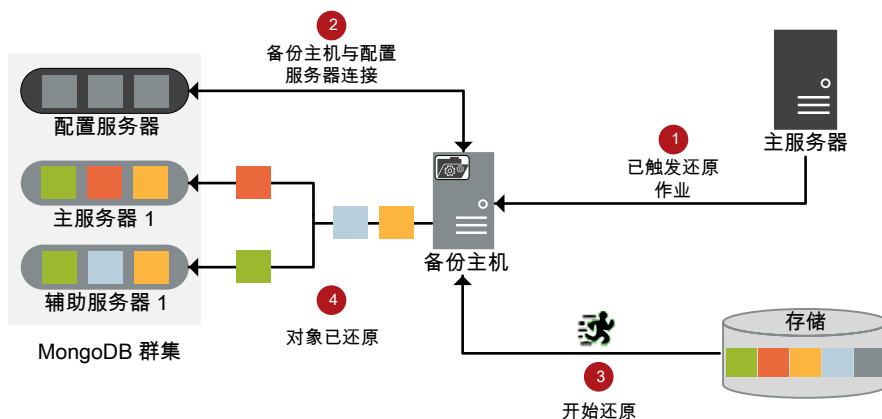 2
备份主机与配置
服务器连接
配置服务器
主服务器
1
已触发还原
作业
主服务器 1
备份主机
辅助服务器 1
4
对象已还原
MongoDB 群集
存储
3
开始还原